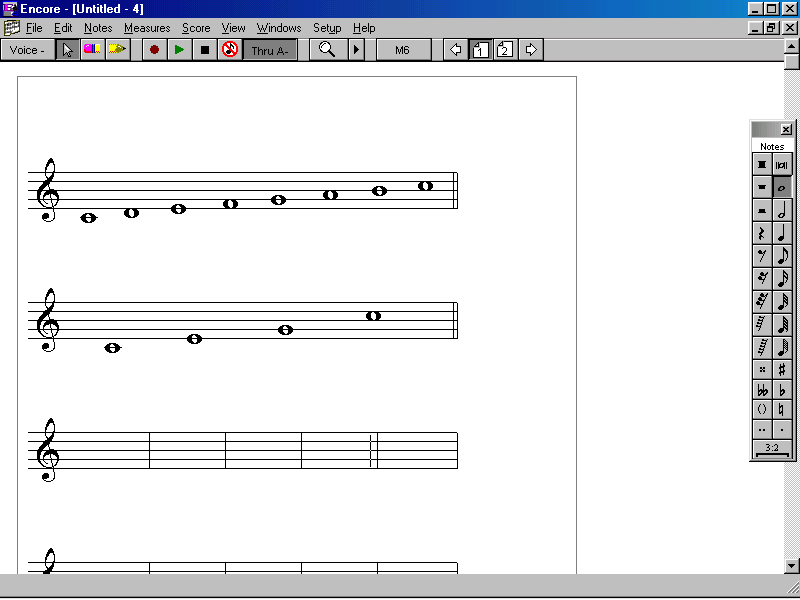 Encore - [Untitled - 4]
File Edit Notes Measures Score View Windows Setup Help
Voice - Thru A- M6 1 2
Notes
3:2